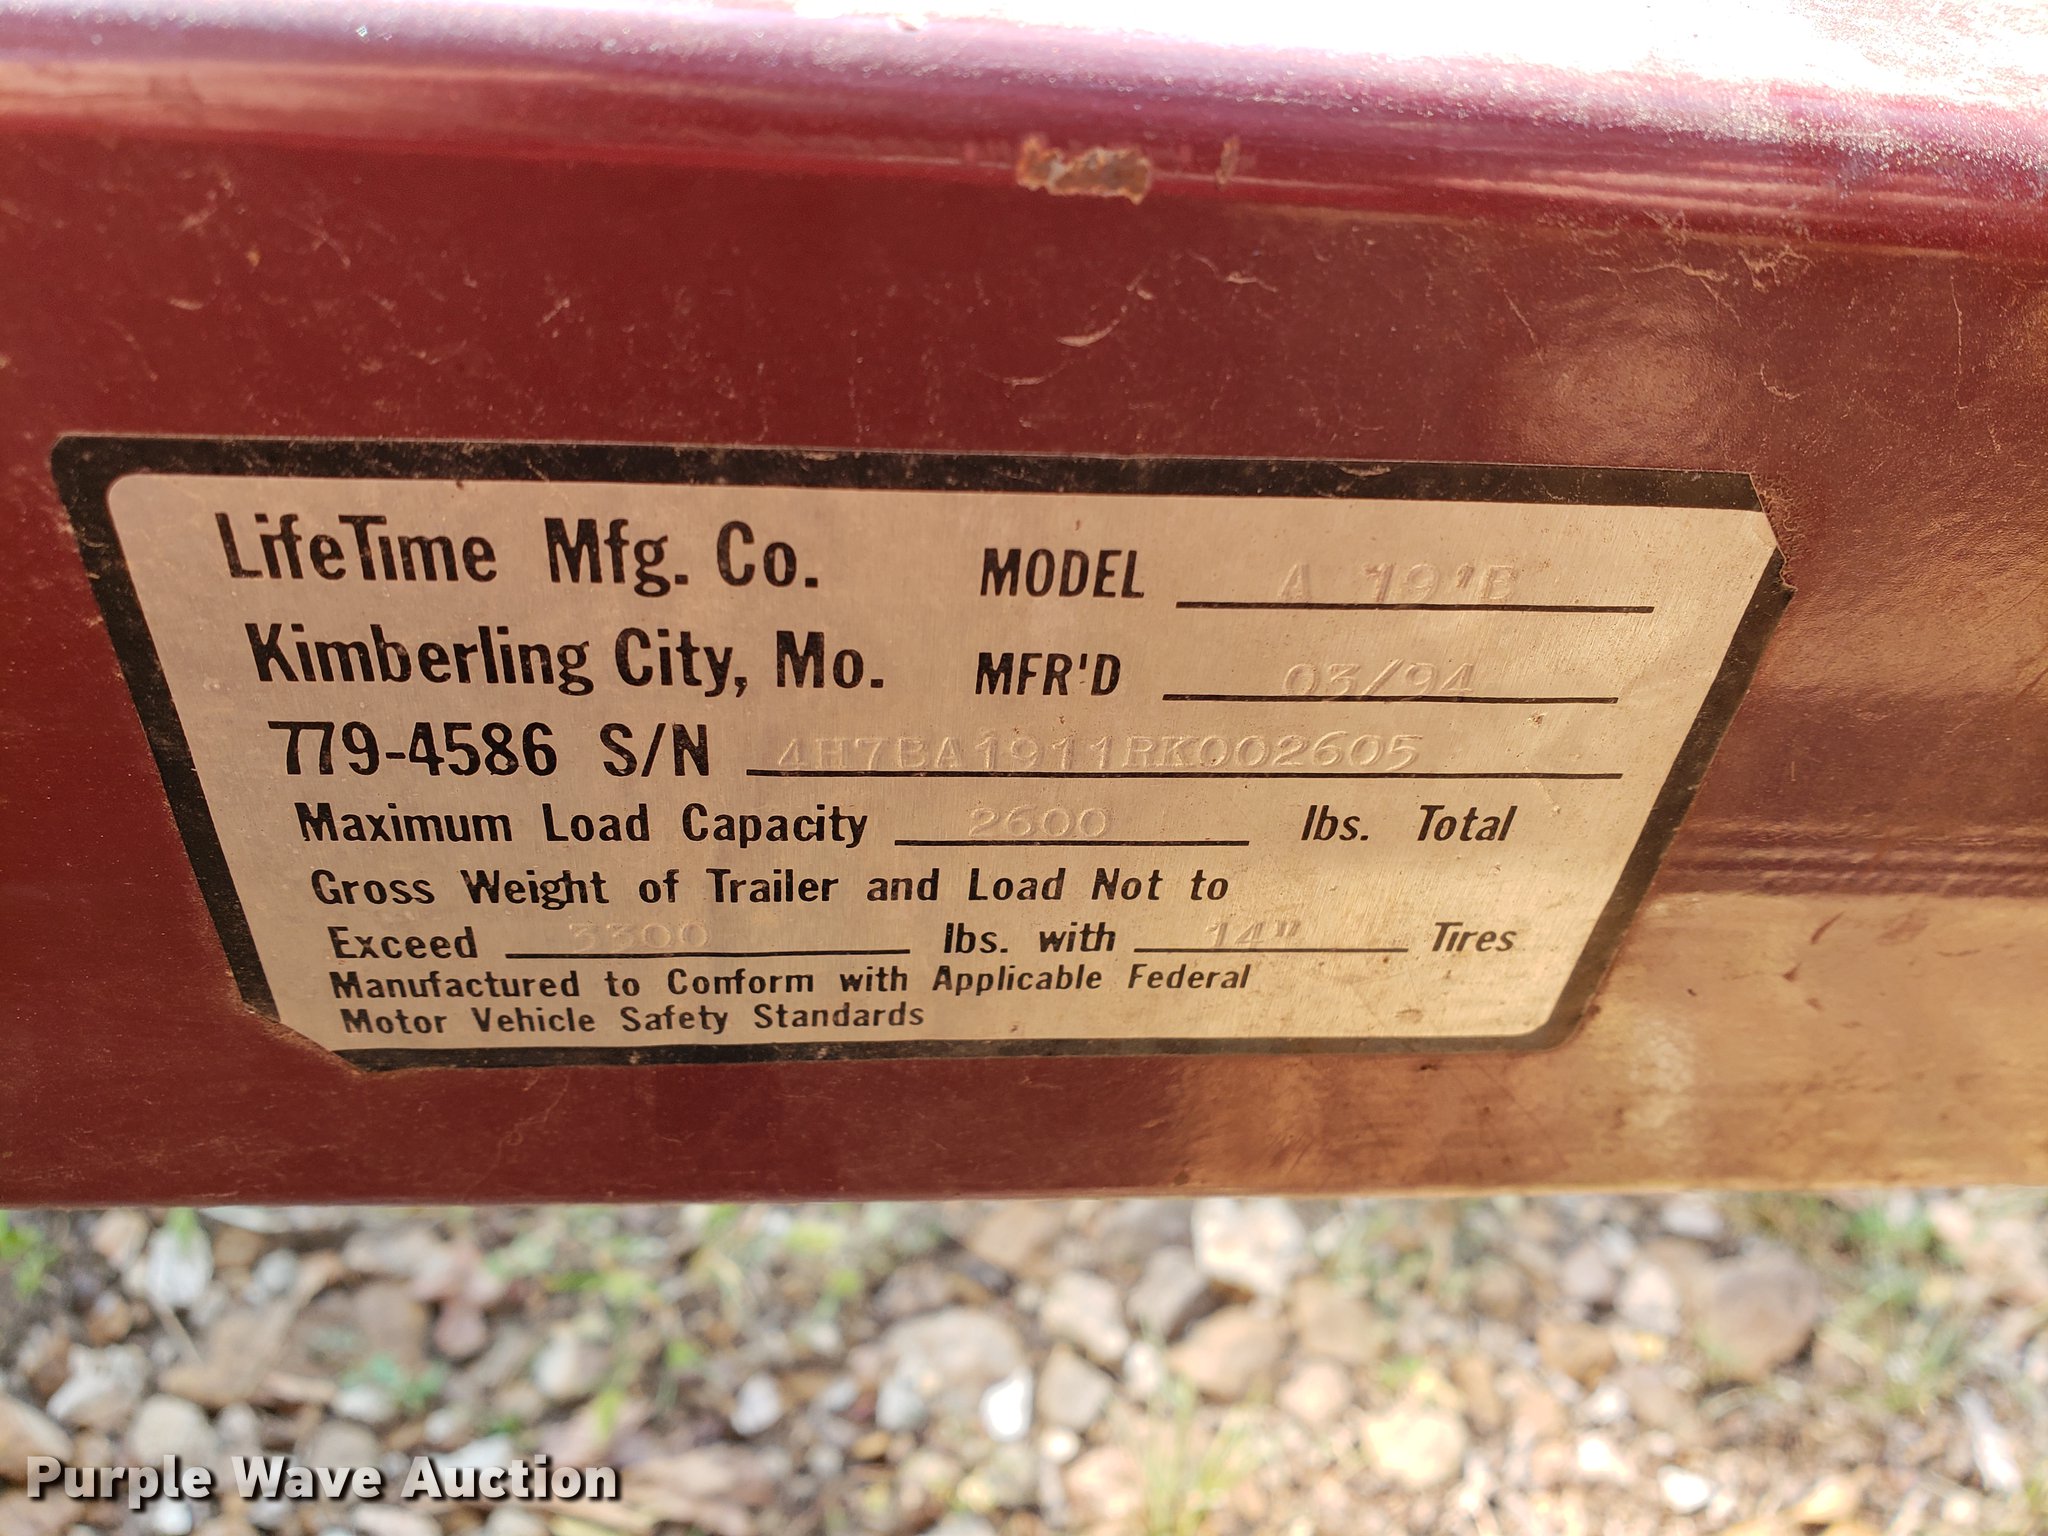 LifeTime Mfg. Co. MODEL A 191B
Kimberling City, Mo. MFR'D 03/94
779-4586 S/N 4H7BA1911RK002605
Maximum Load Capacity 2600 lbs. Total
Gross Weight of Trailer and Load Not to
Exceed 3300 lbs. with 14" Tires
Manufactured to Conform with Applicable Federal
Motor Vehicle Safety Standards
Purple Wave Auction